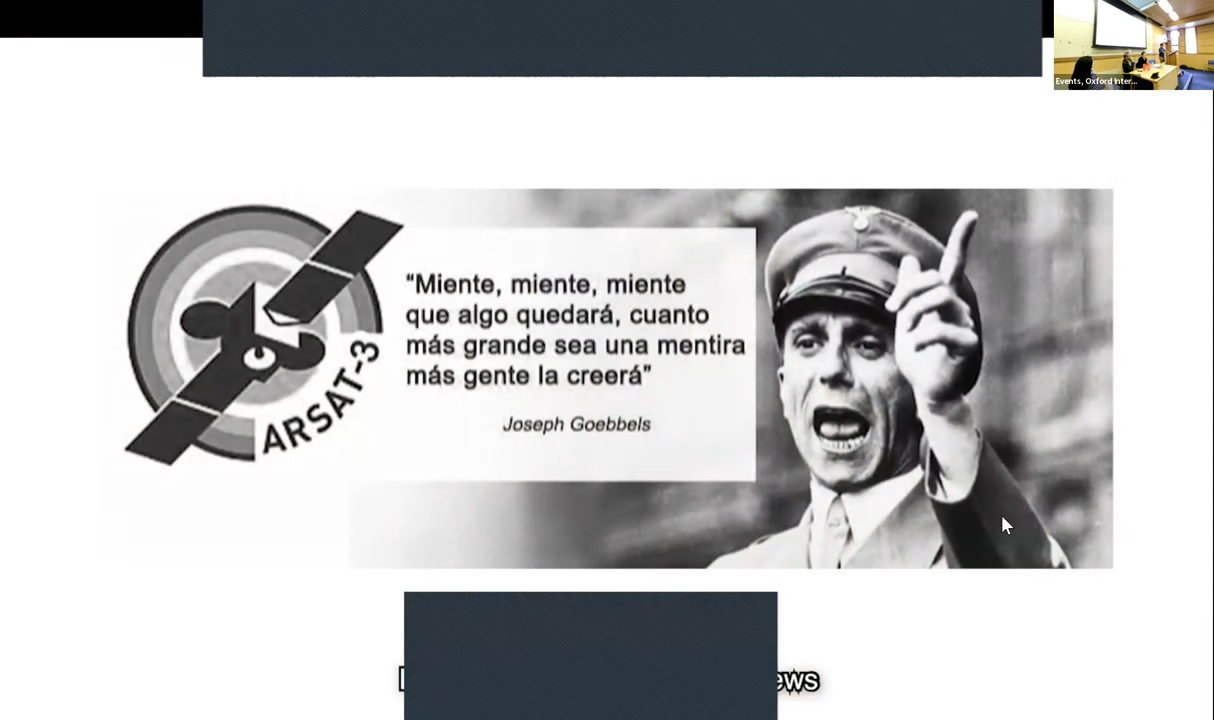 Events, Oxford Inter...
ARSAT-3
“Miente, miente, miente
que algo quedará, cuanto
más grande sea una mentira
más gente la creerá”
Joseph Goebbels